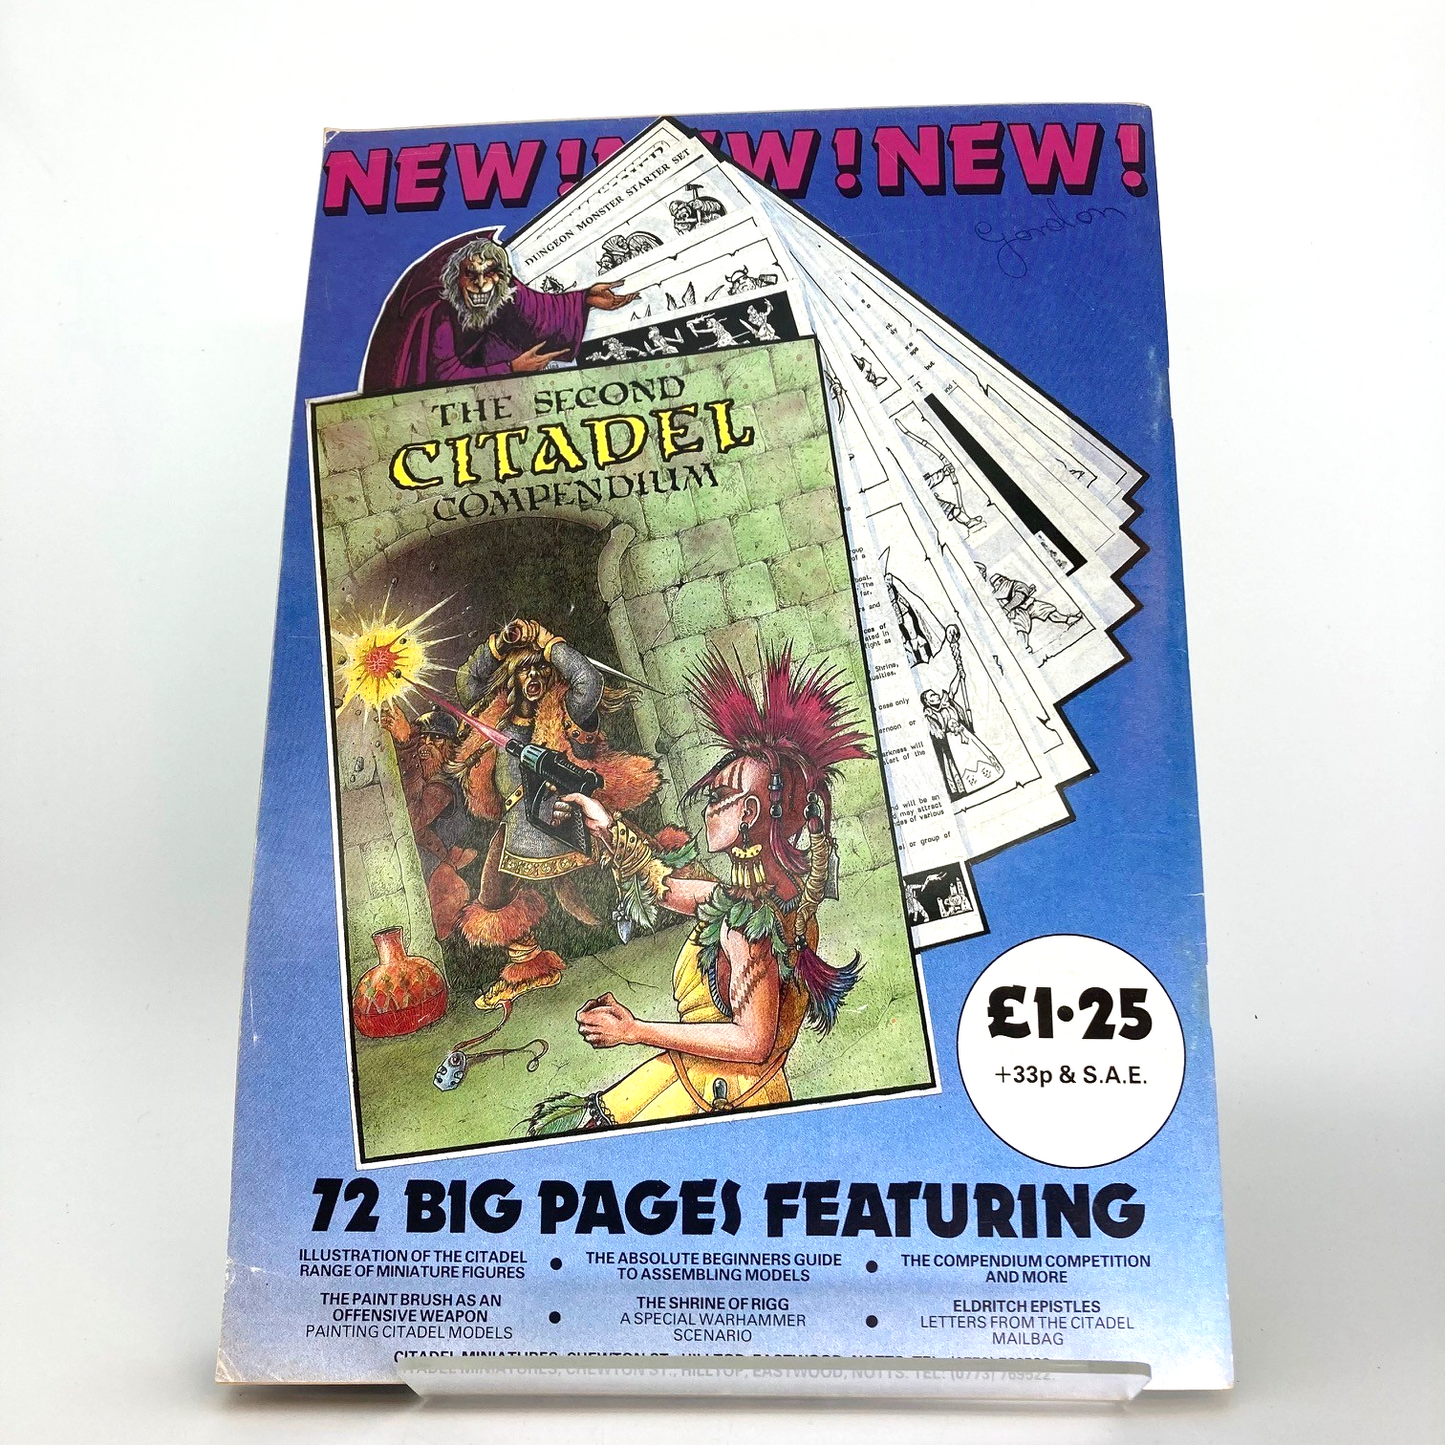 NEW! NEW! NEW!
Gordon
DUNGEON MONSTER STARTER SET
THE SECOND
CITADEL
COMPENDIUM
£1·25
+33p & S.A.E.
72 BIG PAGES FEATURING
ILLUSTRATION OF THE CITADEL
RANGE OF MINIATURE FIGURES
● THE ABSOLUTE BEGINNERS GUIDE
TO ASSEMBLING MODELS
● THE COMPENDIUM COMPETITION
AND MORE
THE PAINT BRUSH AS AN
OFFENSIVE WEAPON
PAINTING CITADEL MODELS
● THE SHRINE OF RIGG
A SPECIAL WARHAMMER
SCENARIO
● ELDRITCH EPISTLES
LETTERS FROM THE CITADEL
MAILBAG
CITADEL MINIATURES, CHEWTON ST., HILLTOP, EASTWOOD, NOTTS. TEL: (0773) 769522.